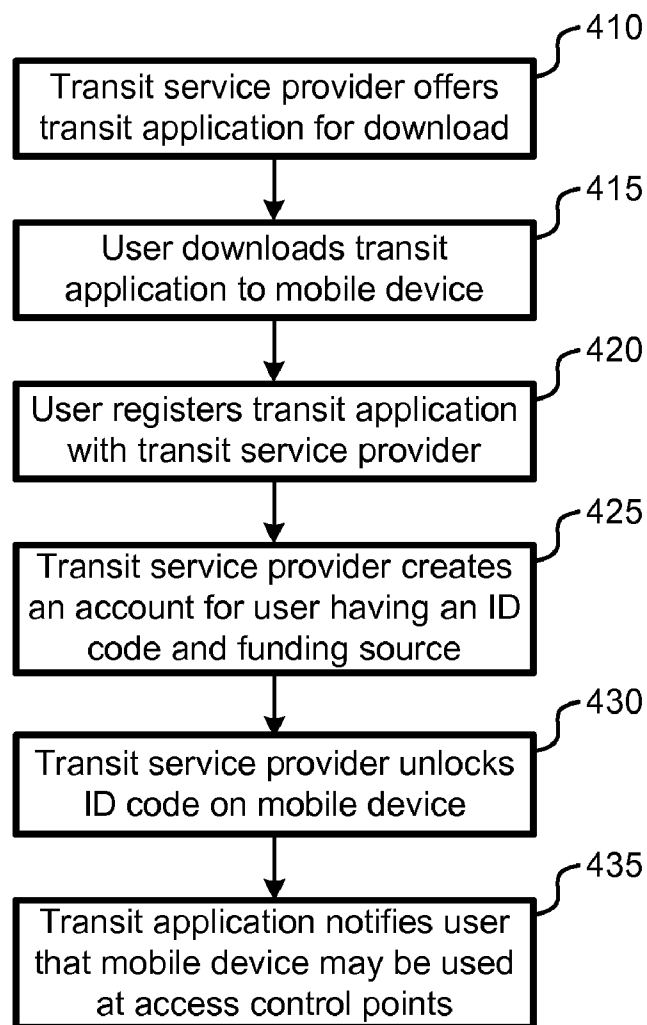 410
Transit service provider offers
transit application for download
415
User downloads transit
application to mobile device
420
User registers transit application
with transit service provider
425
Transit service provider creates
an account for user having an ID
code and funding source
430
Transit service provider unlocks
ID code on mobile device
435
Transit application notifies user
that mobile device may be used
at access control points